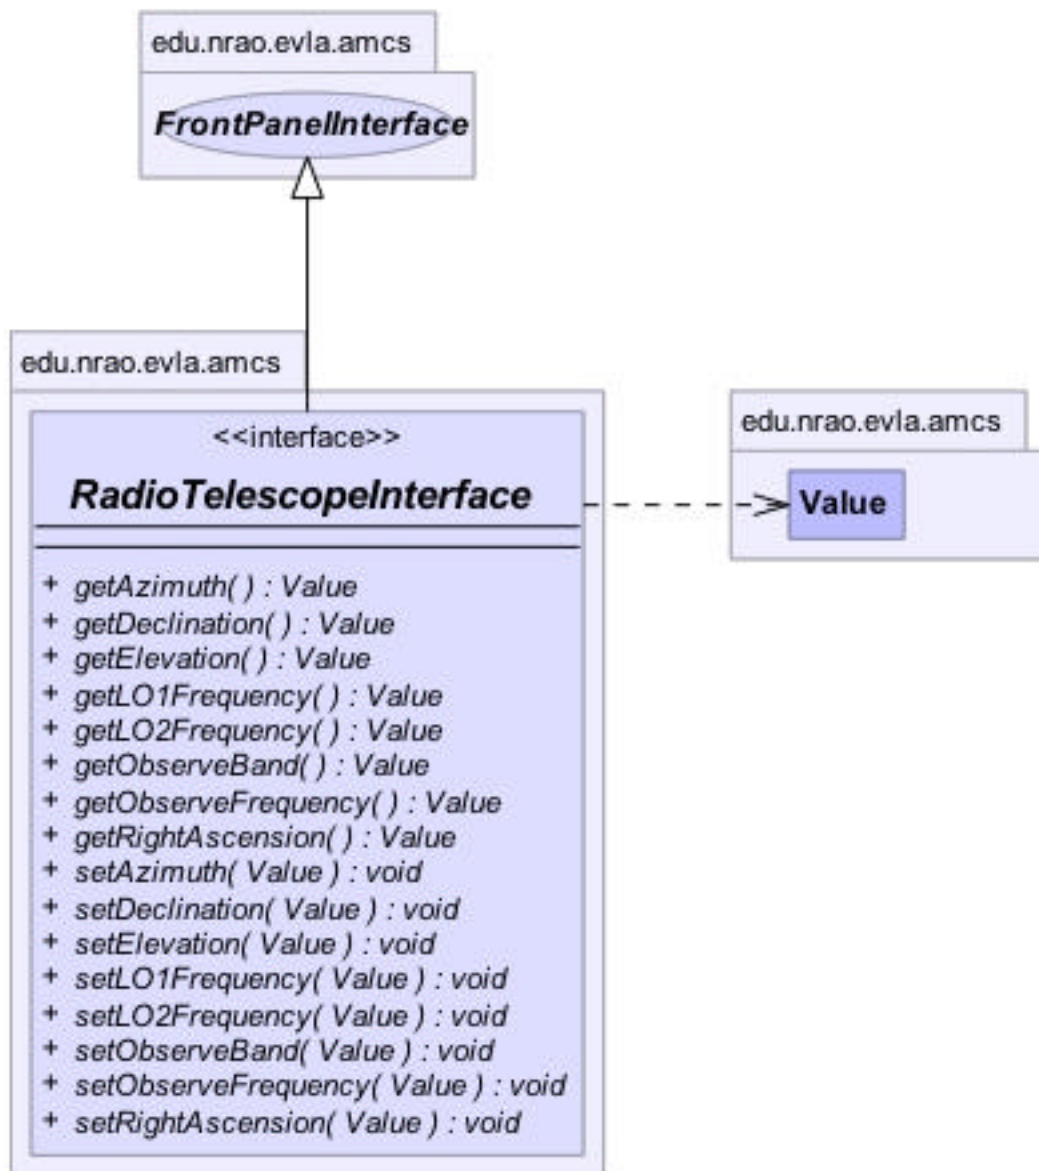 edu.nrao.evla.amcs
FrontPanelInterface
edu.nrao.evla.amcs
<<interface>>
RadioTelescopeInterface
+ getAzimuth( ) : Value
+ getDeclination( ) : Value
+ getElevation( ) : Value
+ getLO1Frequency( ) : Value
+ getLO2Frequency( ) : Value
+ getObserveBand( ) : Value
+ getObserveFrequency( ) : Value
+ getRightAscension( ) : Value
+ setAzimuth( Value ) : void
+ setDeclination( Value ) : void
+ setElevation( Value ) : void
+ setLO1Frequency( Value ) : void
+ setLO2Frequency( Value ) : void
+ setObserveBand( Value ) : void
+ setObserveFrequency( Value ) : void
+ setRightAscension( Value ) : void
edu.nrao.evla.amcs
Value